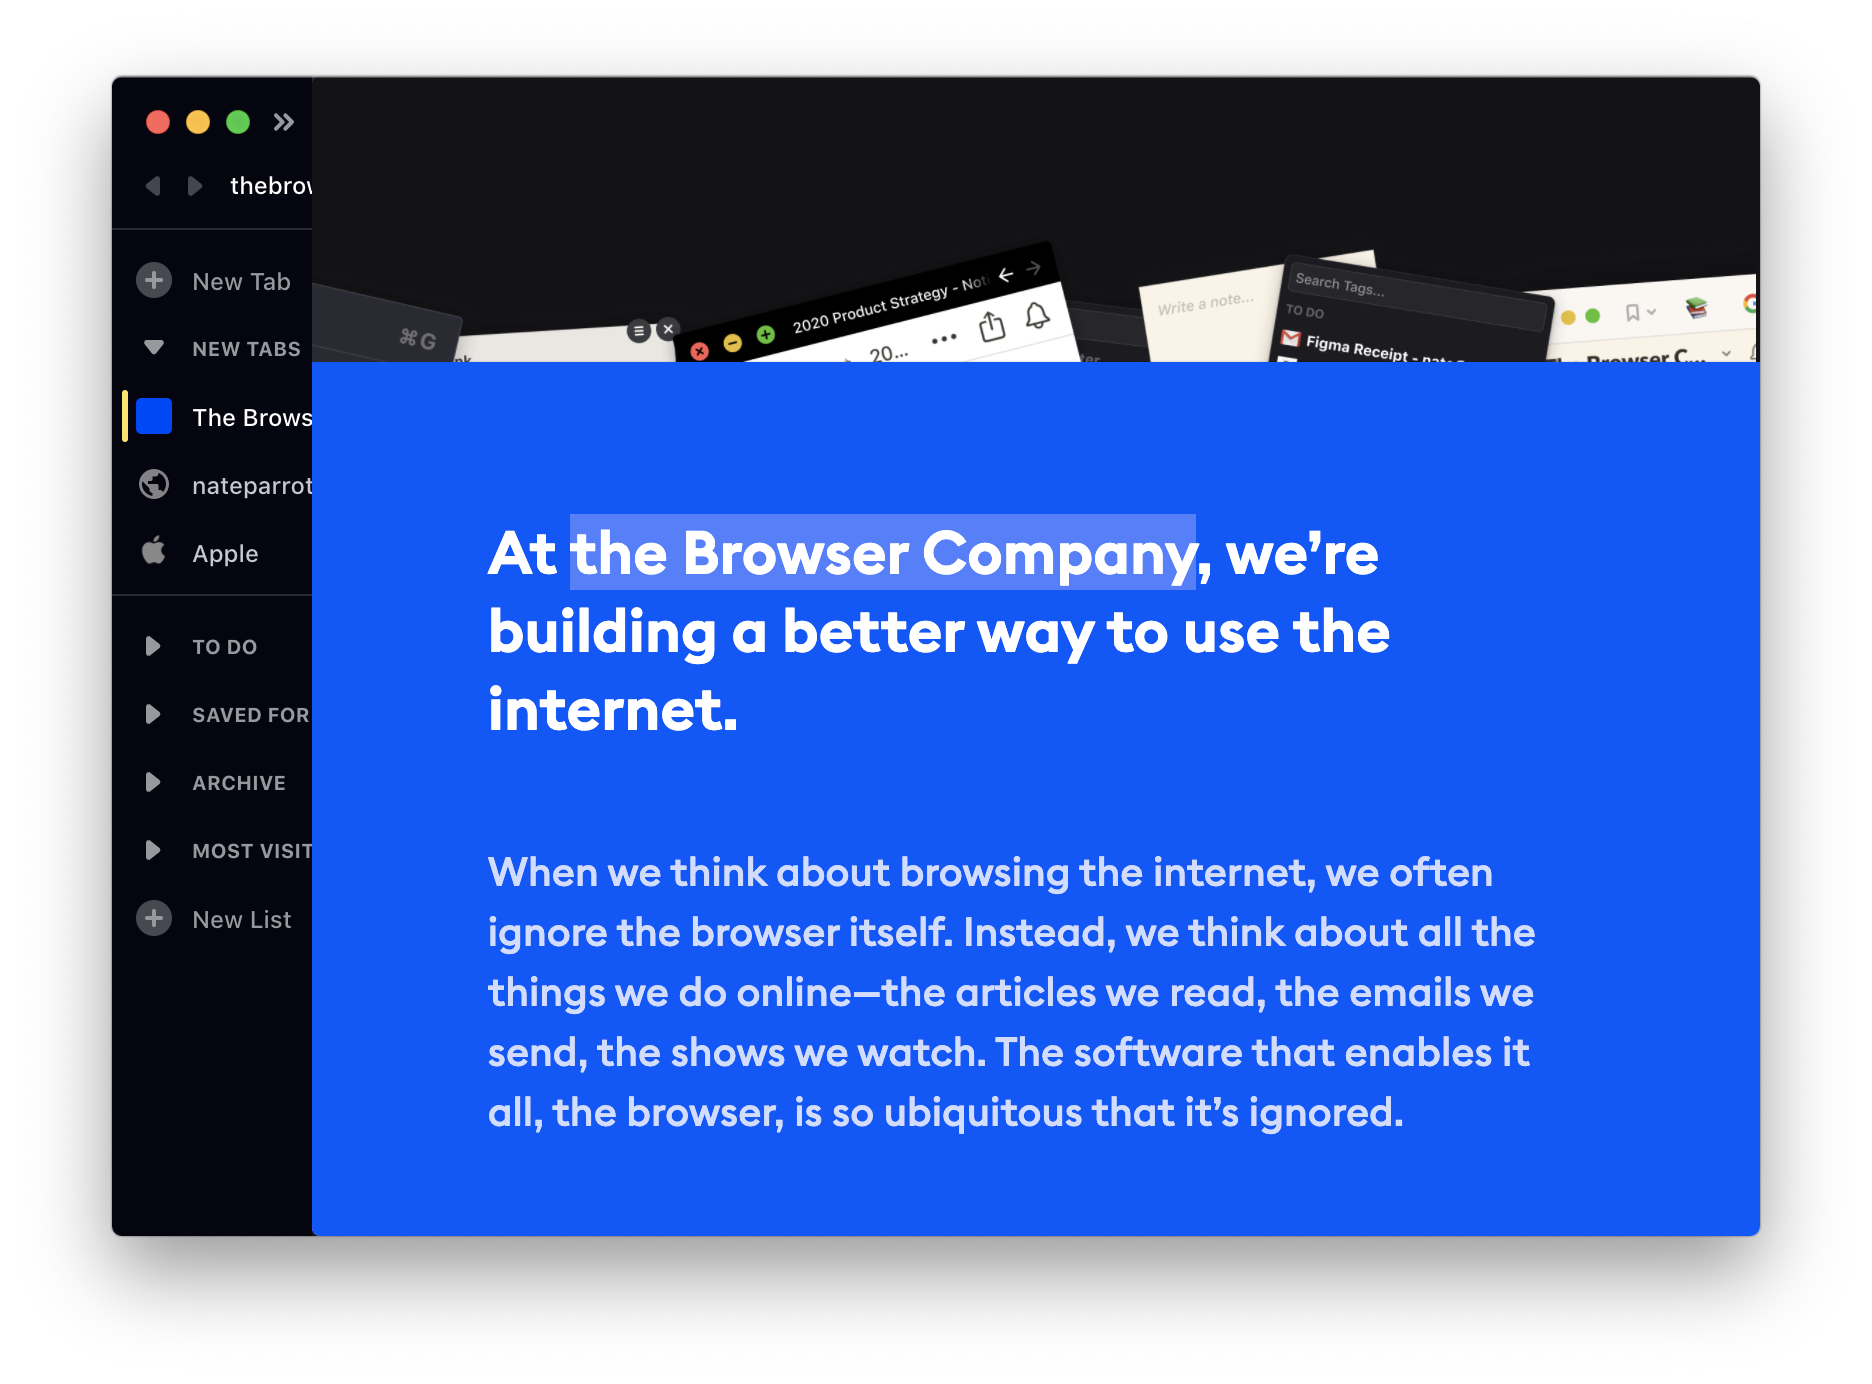 thebrow
New Tab
NEW TABS
The Brows
nateparrot
Apple
TO DO
SAVED FOR
ARCHIVE
MOST VISIT
New List
⌘G
2020 Product Strategy - Noti
20...
Write a note...
Search Tags...
TO DO
Figma Receipt - nate
The Browser C...
At the Browser Company, we’re
building a better way to use the
internet.
When we think about browsing the internet, we often
ignore the browser itself. Instead, we think about all the
things we do online—the articles we read, the emails we
send, the shows we watch. The software that enables it
all, the browser, is so ubiquitous that it’s ignored.